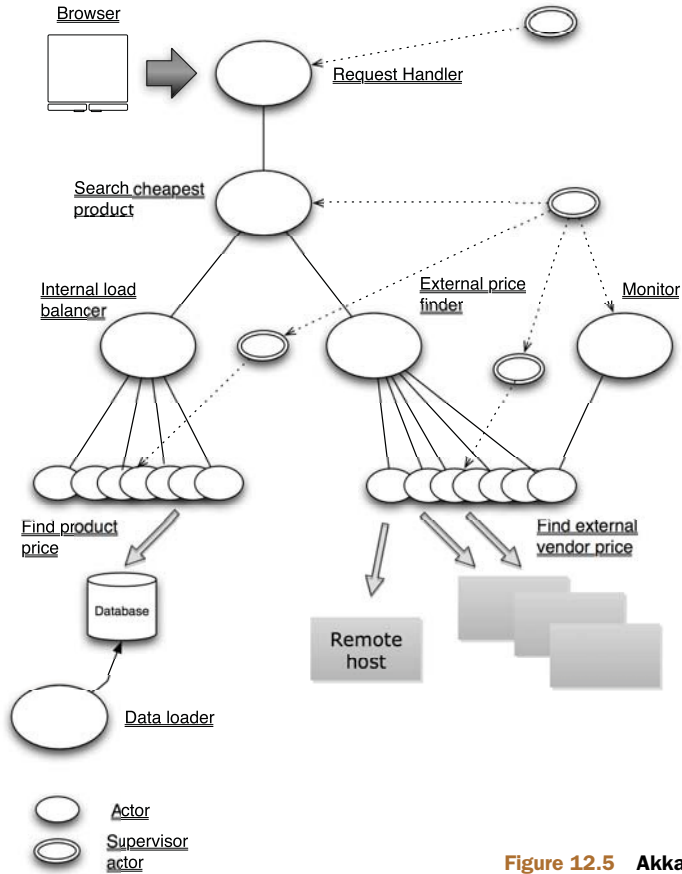 Browser
Request Handler
Search cheapest
product
Internal load
balancer
External price
finder
Monitor
Find product
price
Find external
vendor price
Database
Remote
host
Data loader
Actor
Supervisor
actor
Figure 12.5 Akka